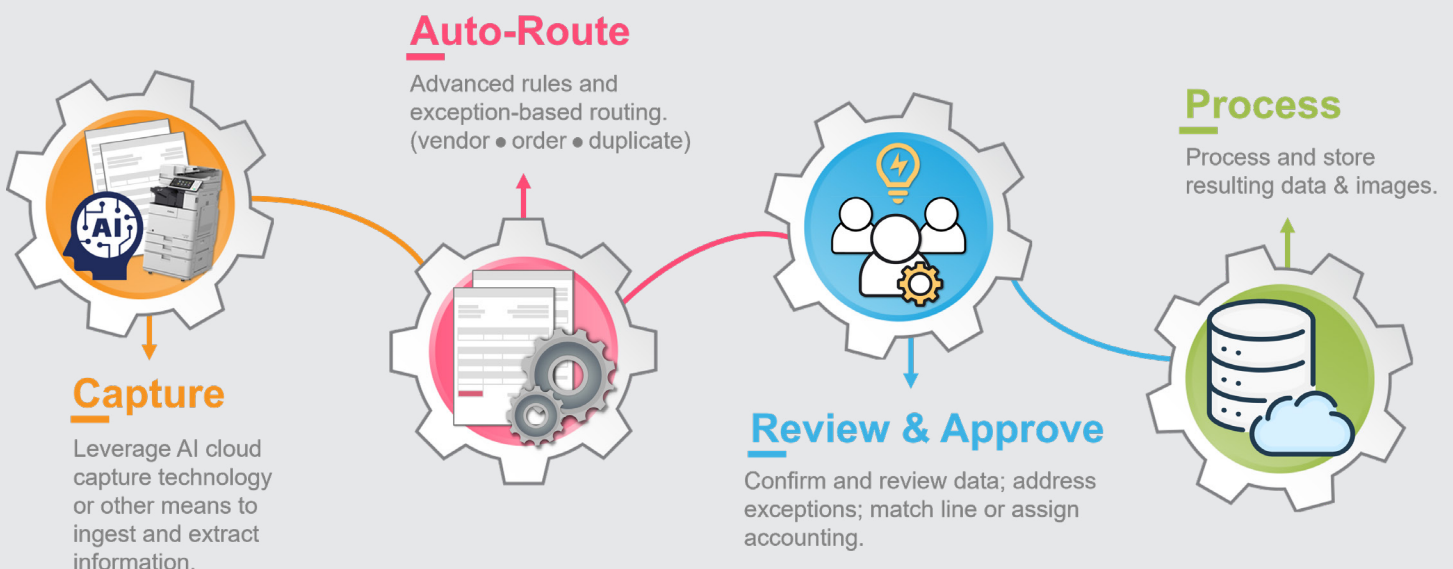 Capture
Leverage AI cloud
capture technology
or other means to
ingest and extract
information.
AI
Auto-Route
Advanced rules and
exception-based routing.
(vendor ● order ● duplicate)
Review & Approve
Confirm and review data; address
exceptions; match line or assign
accounting.
Process
Process and store
resulting data & images.